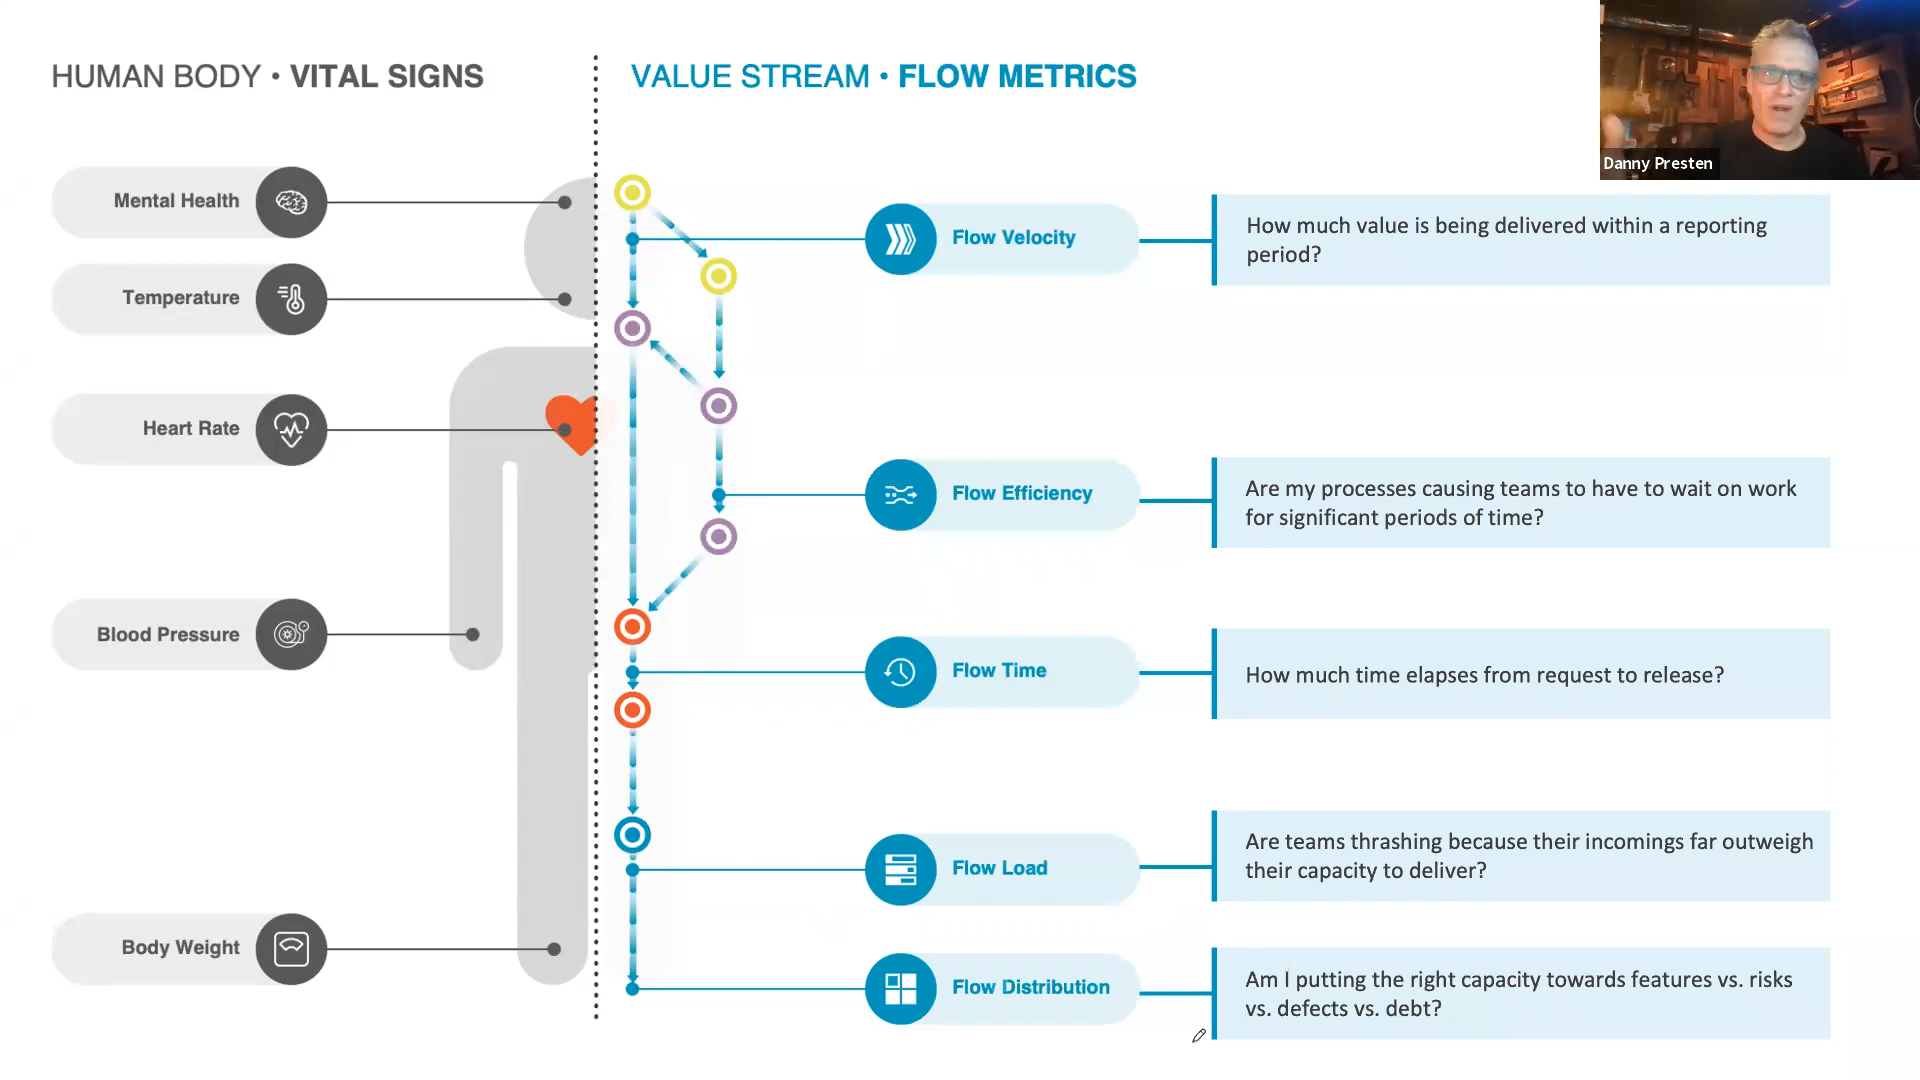 HUMAN BODY • VITAL SIGNS
Mental Health
Temperature
Heart Rate
Blood Pressure
Body Weight
VALUE STREAM • FLOW METRICS
Flow Velocity
How much value is being delivered within a reporting
period?
Flow Efficiency
Are my processes causing teams to have to wait on work
for significant periods of time?
Flow Time
How much time elapses from request to release?
Flow Load
Are teams thrashing because their incomings far outweigh
their capacity to deliver?
Flow Distribution
Am I putting the right capacity towards features vs. risks
vs. defects vs. debt?
Danny Presten